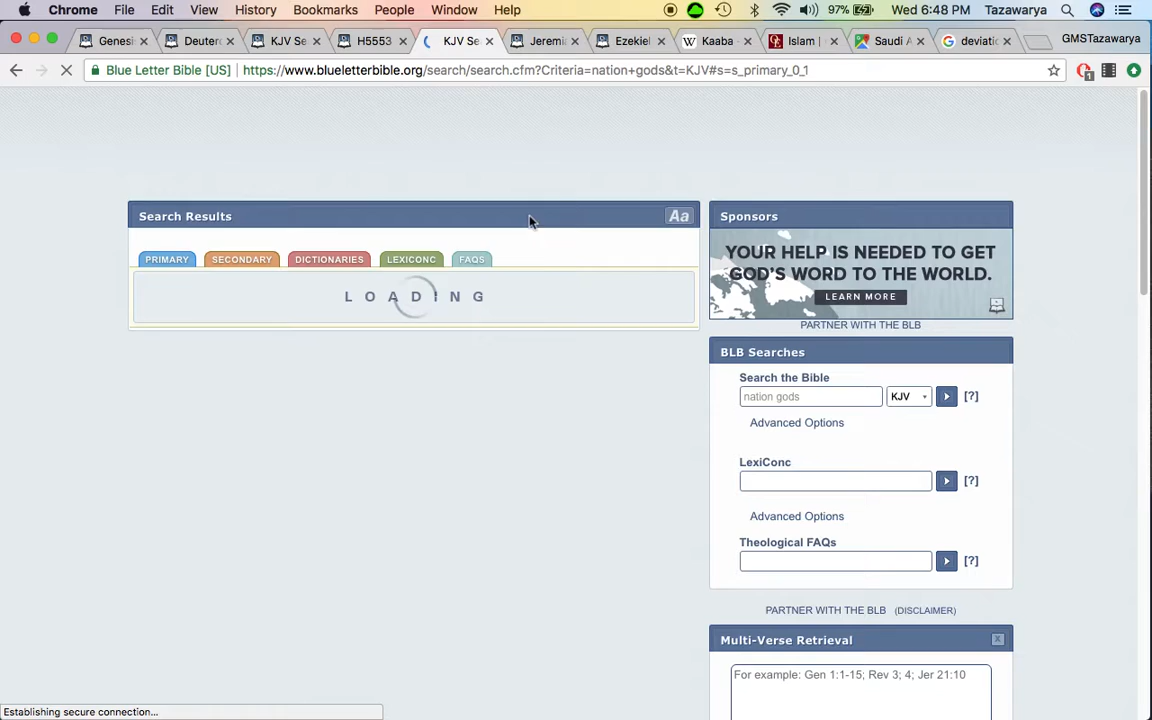 Chrome File Edit View History Bookmarks People Window Help 97% Wed 6:48 PM Tazawarya
Genesis Deutero KJV Se H5553 KJV Se Jeremi Ezekiel Kaaba - Islam | Saudi A deviatio GMSTazawarya
Blue Letter Bible [US] https://www.blueletterbible.org/search/search.cfm?Criteria=nation+gods&t=KJV#s=s_primary_0_1
Search Results Aa
PRIMARY SECONDARY DICTIONARIES LEXICONC FAQS
LOADING
Sponsors
YOUR HELP IS NEEDED TO GET
GOD'S WORD TO THE WORLD.
LEARN MORE
PARTNER WITH THE BLB
BLB Searches
Search the Bible
nation gods KJV [?]
Advanced Options
LexiConc
[?]
Advanced Options
Theological FAQs
[?]
PARTNER WITH THE BLB (DISCLAIMER)
Multi-Verse Retrieval x
For example: Gen 1:1-15; Rev 3; 4; Jer 21:10
Establishing secure connection...